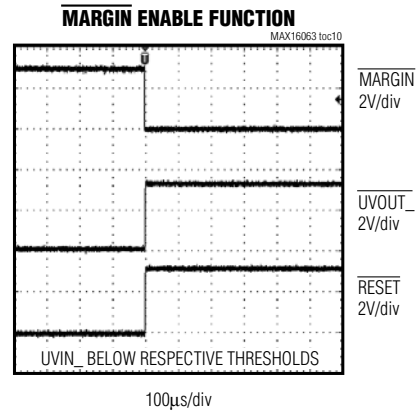 MARGIN ENABLE FUNCTION
MAX16063 toc10
MARGIN
2V/div
UVOUT_
2V/div
RESET
2V/div
UVIN_ BELOW RESPECTIVE THRESHOLDS
100µs/div